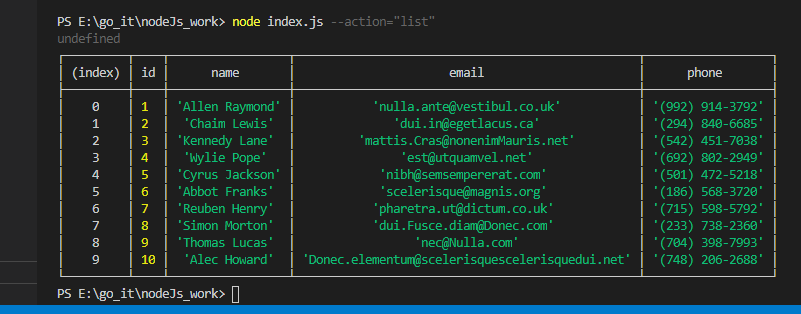 PS E:\go_it\nodeJs_work> node index.js --action="list"
undefined
(index) id name email phone
0 1 'Allen Raymond' 'nulla.ante@vestibul.co.uk' '(992) 914-3792'
1 2 'Chaim Lewis' 'dui.in@egetlacus.ca' '(294) 840-6685'
2 3 'Kennedy Lane' 'mattis.Cras@nonenimMauris.net' '(542) 451-7038'
3 4 'Wylie Pope' 'est@utquamvel.net' '(692) 802-2949'
4 5 'Cyrus Jackson' 'nibh@semsempererat.com' '(501) 472-5218'
5 6 'Abbot Franks' 'scelerisque@magnis.org' '(186) 568-3720'
6 7 'Reuben Henry' 'pharetra.ut@dictum.co.uk' '(715) 598-5792'
7 8 'Simon Morton' 'dui.Fusce.diam@Donec.com' '(233) 738-2360'
8 9 'Thomas Lucas' 'nec@Nulla.com' '(704) 398-7993'
9 10 'Alec Howard' 'Donec.elementum@scelerisquescelerisquedui.net' '(748) 206-2688'
PS E:\go_it\nodeJs_work>